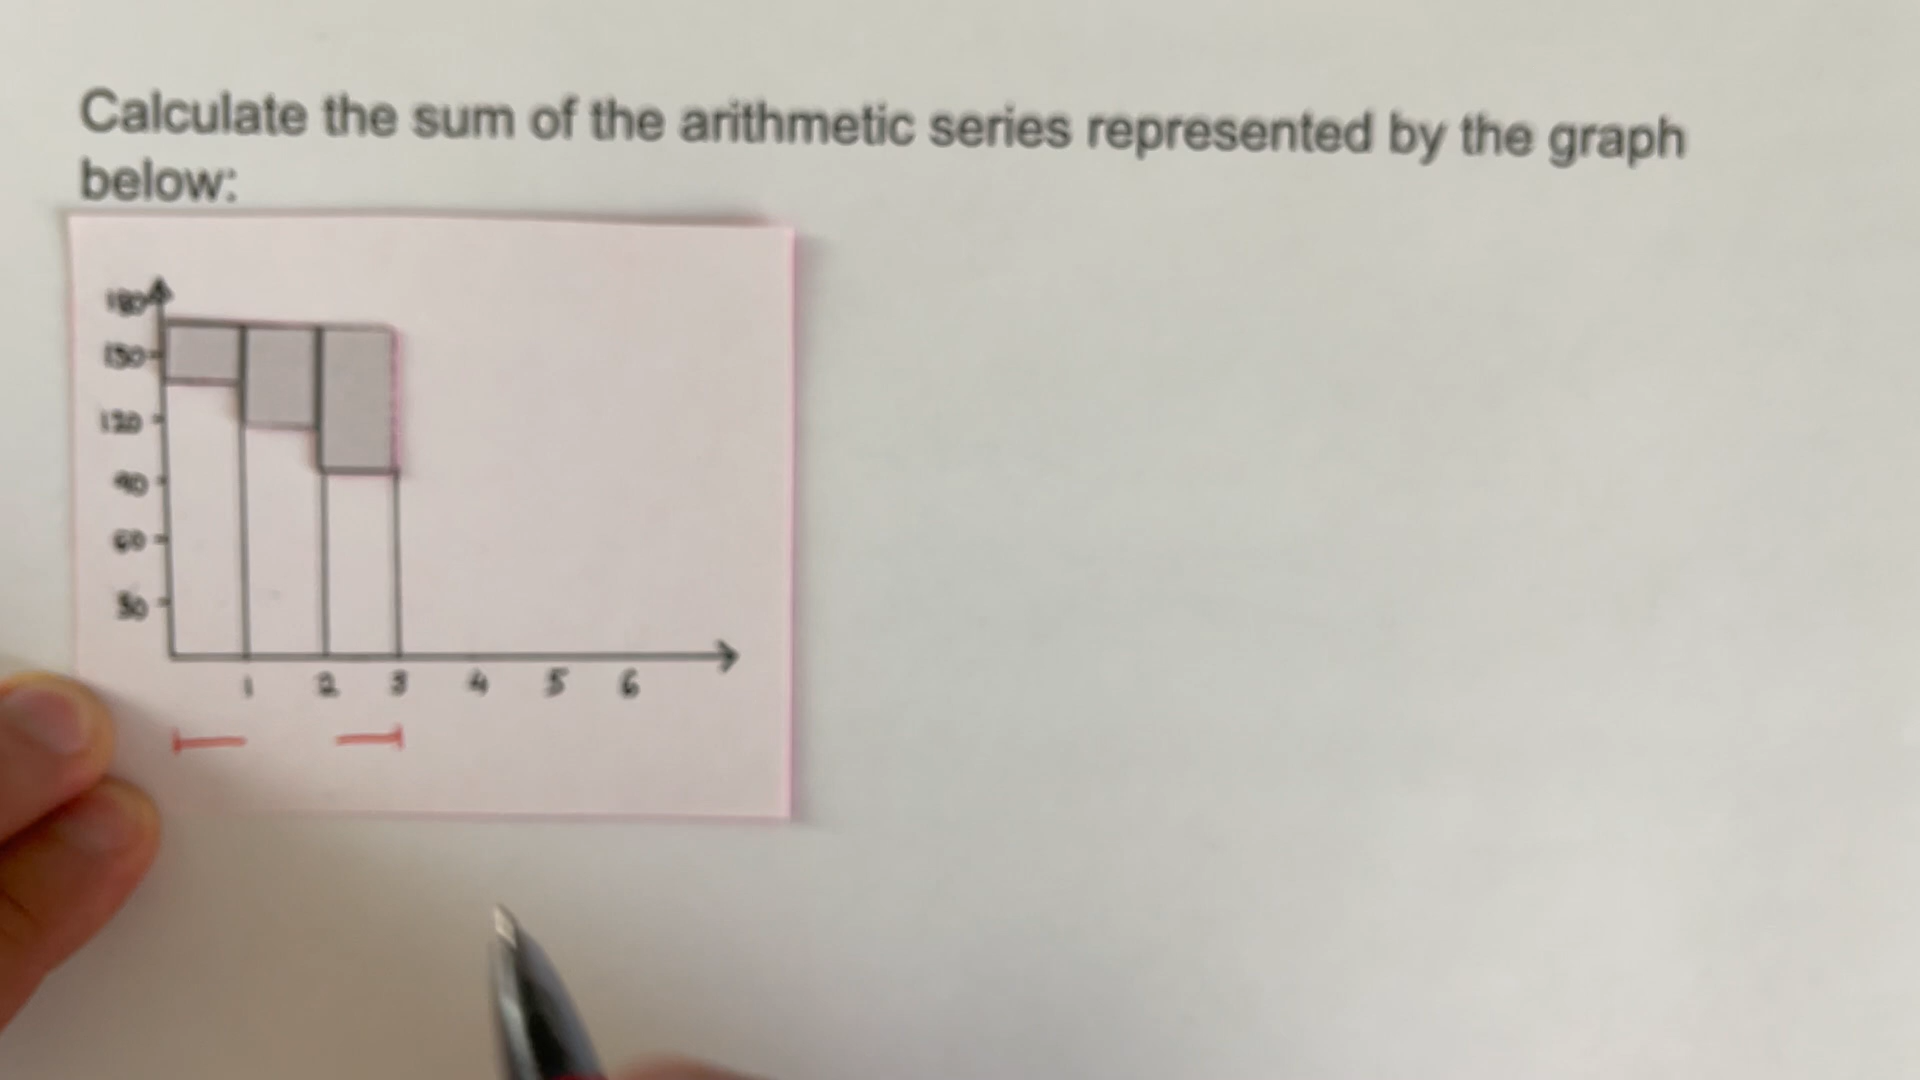 Calculate the sum of the arithmetic series represented by the graph
below:
180
150
120
90
60
30
1 2 3 4 5 6